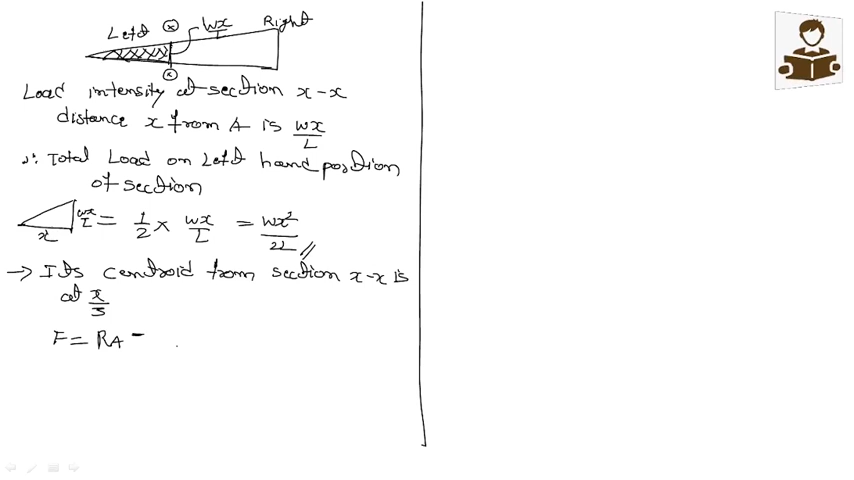 Left x wx/L Right
x
Load intensity at section x-x
distance x from A is wx/L
∴ Total Load on Left hand position
of section
x wx/L = 1/2 × wx/L = wx²/2L
→ Its centroid from section x-x is
at x/3
F = RA -